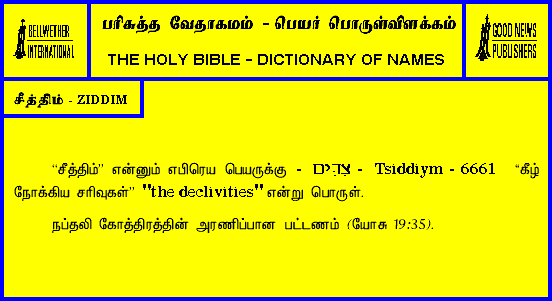 BELLWETHER
INTERNATIONAL
பரிசுத்த வேதாகமம் - பெயர் பொருள்விளக்கம்
THE HOLY BIBLE - DICTIONARY OF NAMES
GOOD NEWS
PUBLISHERS
சீத்திம் - ZIDDIM
“சீத்திம்” என்னும் எபிரெய பெயருக்கு - צִדִּים - Tsiddiym - 6661 “கீழ்
நோக்கிய சரிவுகள்” "the declivities" என்று பொருள்.
நப்தலி கோத்திரத்தின் அரணிப்பான பட்டணம் (யோசு 19:35).